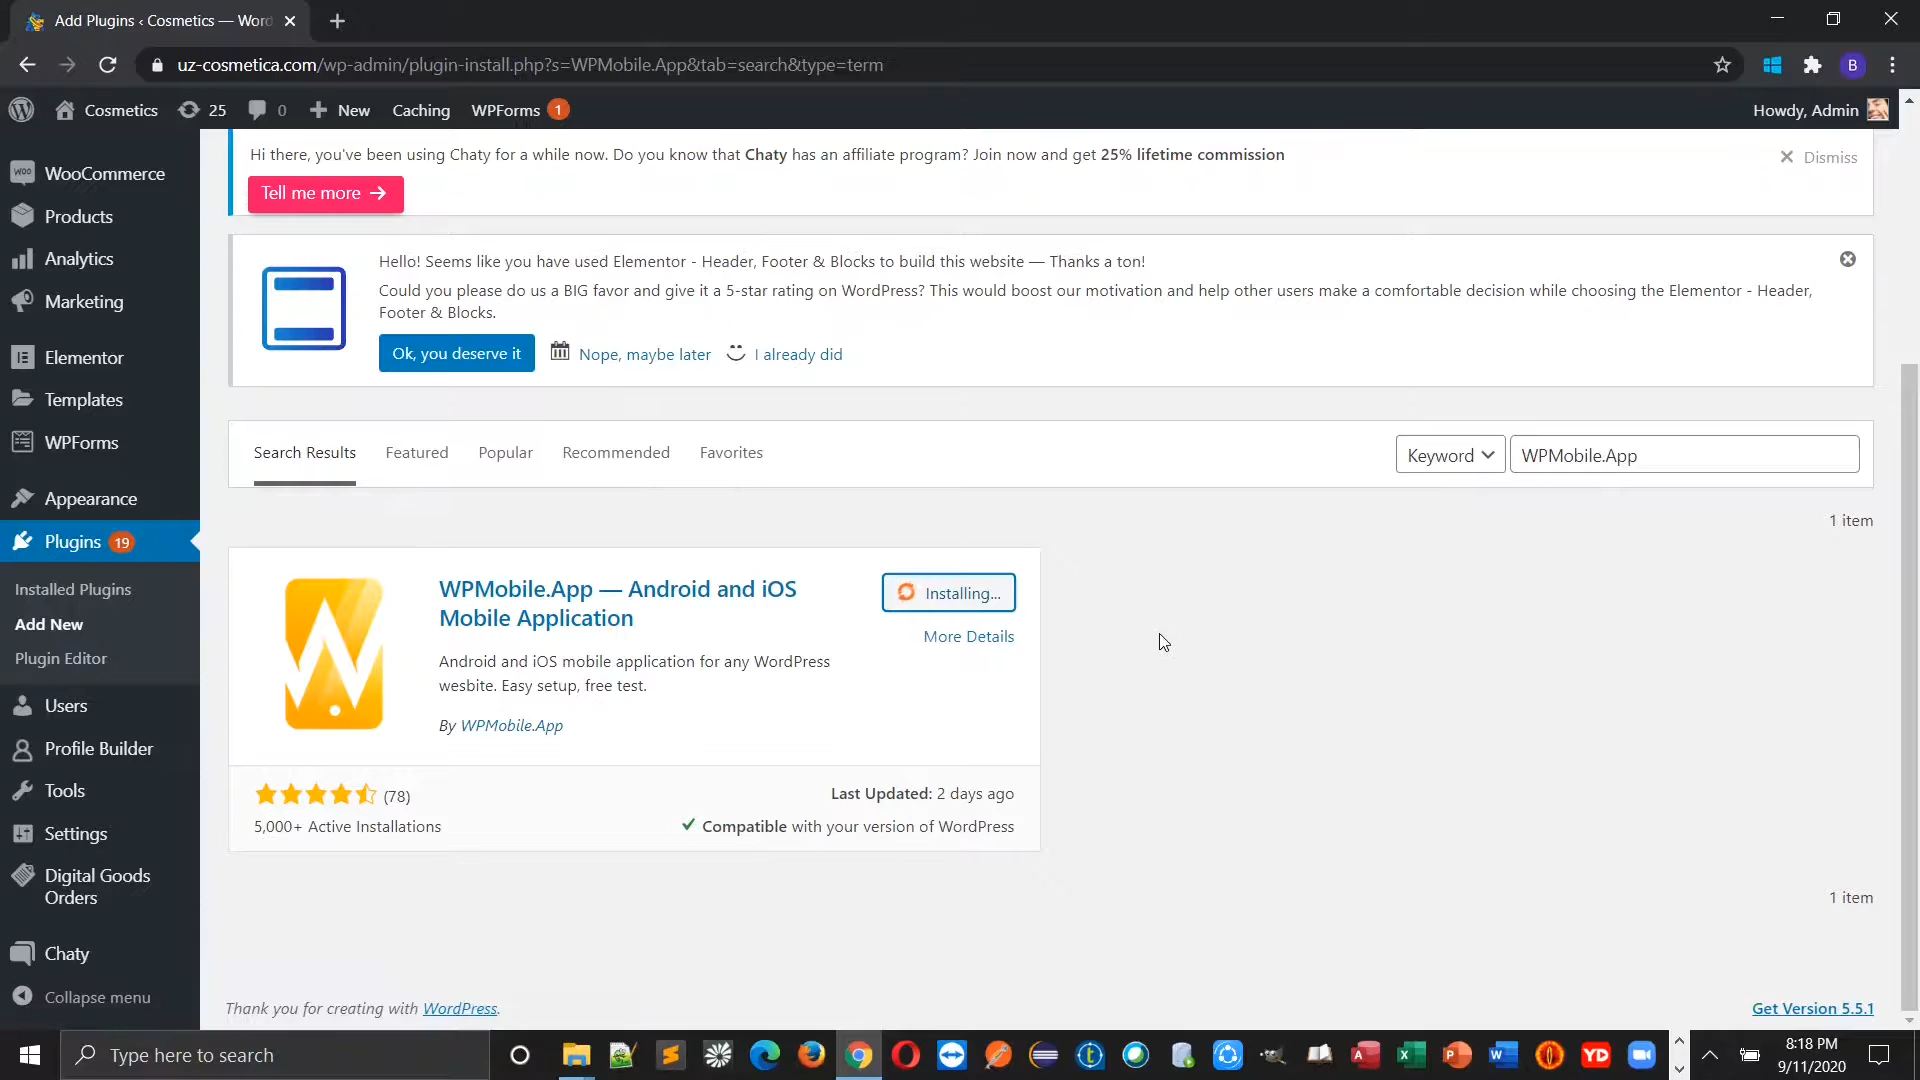 Add Plugins ‹ Cosmetics — Word
uz-cosmetica.com/wp-admin/plugin-install.php?s=WPMobile.App&tab=search&type=term
B
Cosmetics 25 0 New Caching WPForms 1 Howdy, Admin
WooCommerce
Products
Analytics
Marketing
Elementor
Templates
WPForms
Appearance
Plugins 19
Installed Plugins
Add New
Plugin Editor
Users
Profile Builder
Tools
Settings
Digital Goods
Orders
Chaty
Collapse menu
Hi there, you've been using Chaty for a while now. Do you know that Chaty has an affiliate program? Join now and get 25% lifetime commission
Dismiss
Tell me more
Hello! Seems like you have used Elementor - Header, Footer & Blocks to build this website — Thanks a ton!
Could you please do us a BIG favor and give it a 5-star rating on WordPress? This would boost our motivation and help other users make a comfortable decision while choosing the Elementor - Header,
Footer & Blocks.
Ok, you deserve it Nope, maybe later I already did
Search Results Featured Popular Recommended Favorites Keyword WPMobile.App
1 item
WPMobile.App — Android and iOS
Mobile Application
Installing...
More Details
Android and iOS mobile application for any WordPress
wesbite. Easy setup, free test.
By WPMobile.App
(78)
Last Updated: 2 days ago
5,000+ Active Installations
Compatible with your version of WordPress
1 item
Thank you for creating with WordPress.
Get Version 5.5.1
Type here to search
8:18 PM
9/11/2020